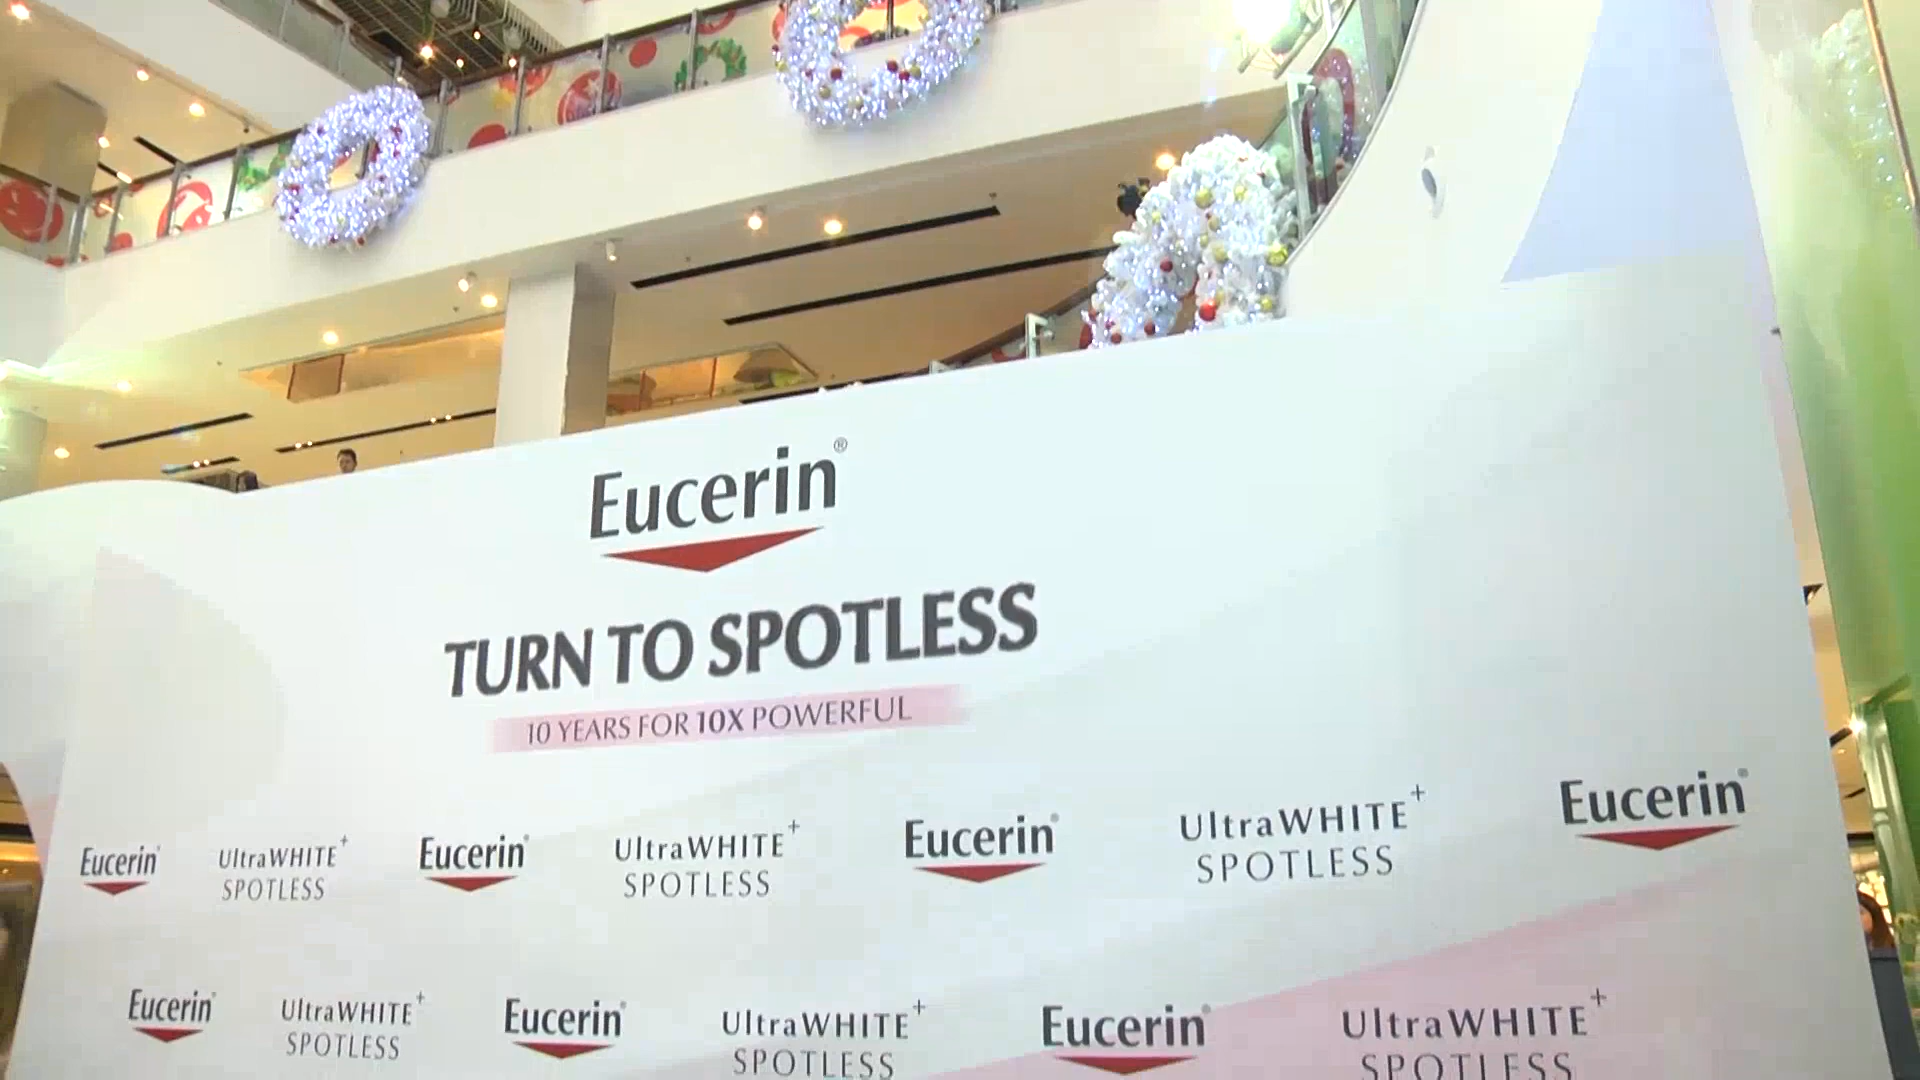 Eucerin®
TURN TO SPOTLESS
10 YEARS FOR 10X POWERFUL
Eucerin® UltraWHITE+ Eucerin® UltraWHITE+ Eucerin® UltraWHITE+ Eucerin®
SPOTLESS SPOTLESS SPOTLESS
Eucerin® UltraWHITE+ Eucerin® UltraWHITE+ Eucerin® UltraWHITE+
SPOTLESS SPOTLESS SPOTLESS